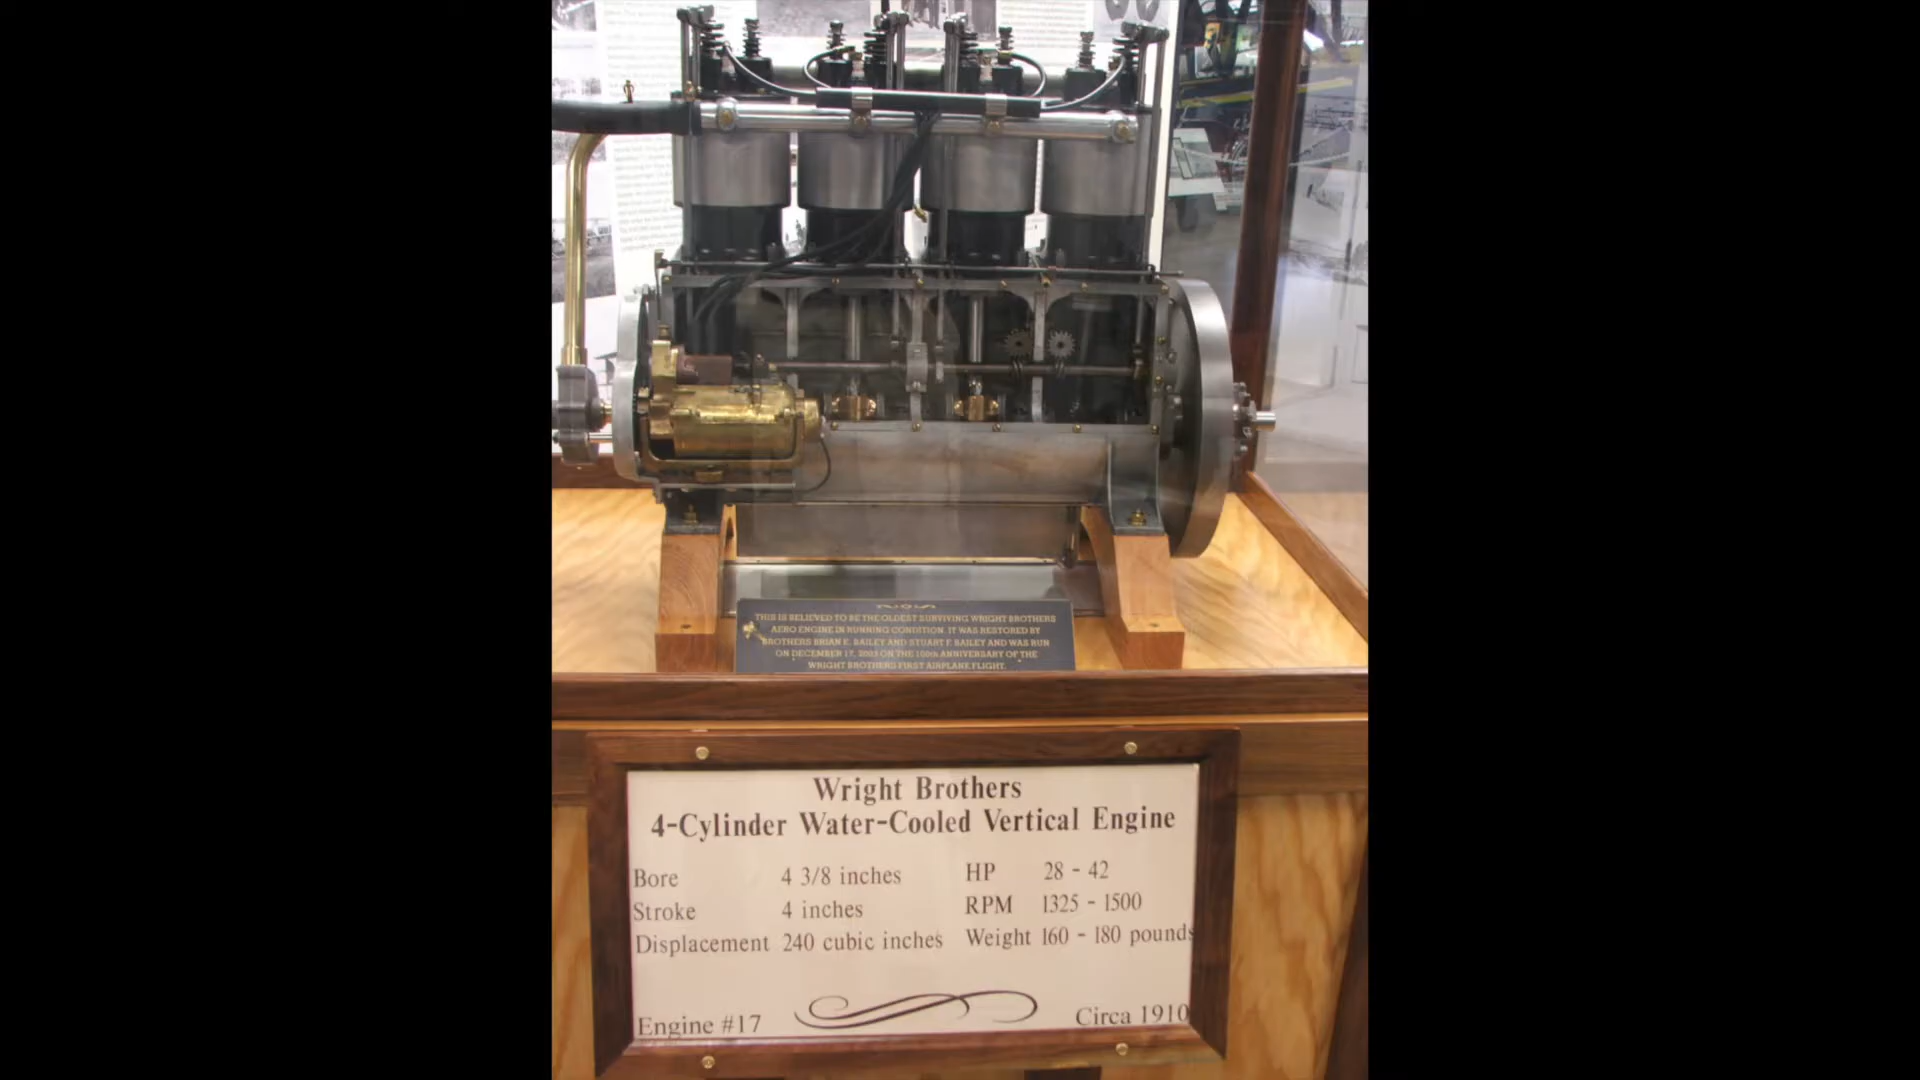 THIS IS BELIEVED TO BE THE OLDEST SURVIVING WRIGHT BROTHERS
AERO ENGINE IN RUNNING CONDITION. IT WAS RESTORED BY
BROTHERS BRIAN E. BAILEY AND STUART F. BAILEY AND WAS RUN
ON DECEMBER 17, 2003 ON THE 100th ANNIVERSARY OF THE
WRIGHT BROTHERS FIRST AIRPLANE FLIGHT.
Wright Brothers
4-Cylinder Water-Cooled Vertical Engine
Bore 4 3/8 inches HP 28 - 42
Stroke 4 inches RPM 1325 - 1500
Displacement 240 cubic inches Weight 160 - 180 pounds
Engine #17 Circa 1910